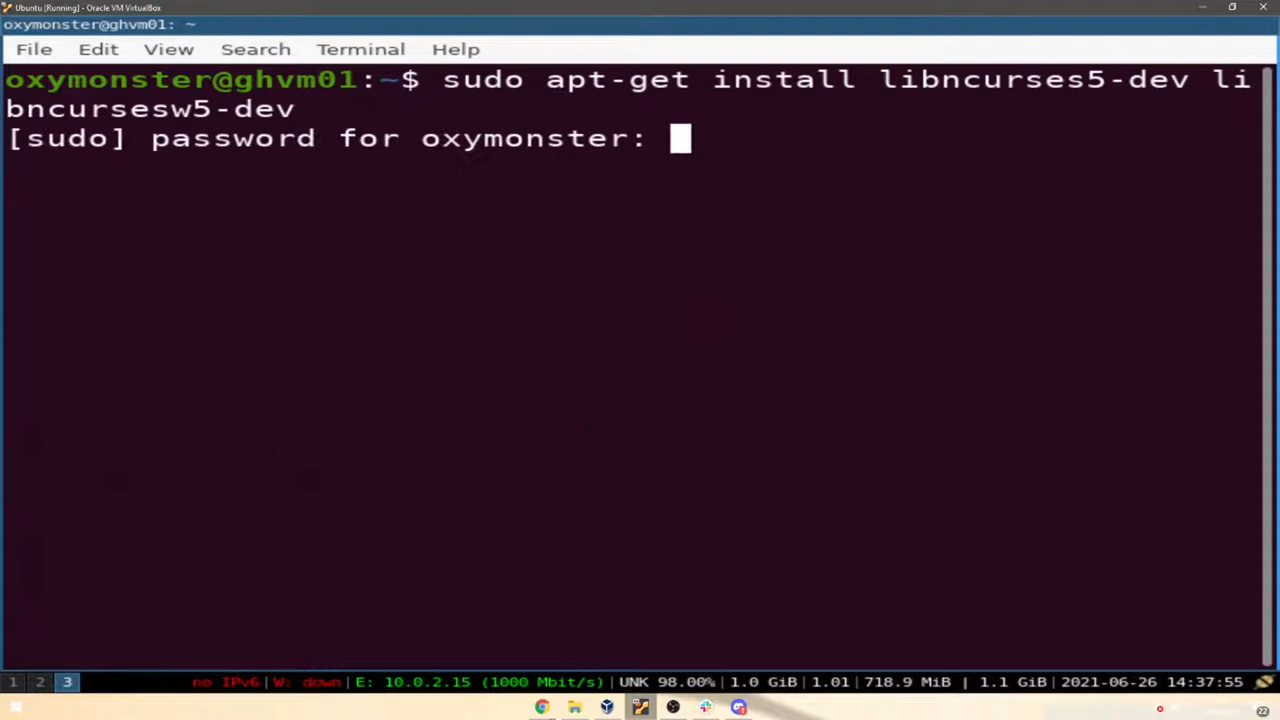 Ubuntu [Running] - Oracle VM VirtualBox
oxymonster@ghvm01: ~
File Edit View Search Terminal Help
oxymonster@ghvm01:~$ sudo apt-get install libncurses5-dev li
bncursesw5-dev
[sudo] password for oxymonster:
1 2 3 no IPv6|W: down|E: 10.0.2.15 (1000 Mbit/s)|UNK 98.00%|1.0 GiB|1.01|718.9 MiB | 1.1 GiB|2021-06-26 14:37:55
22